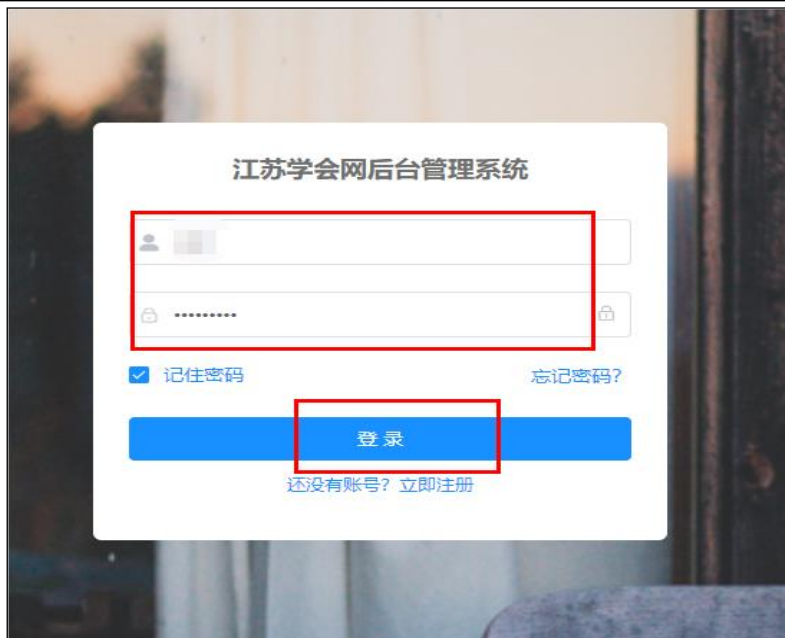 江苏学会网后台管理系统
•••••••••
记住密码
忘记密码?
登 录
还没有账号? 立即注册